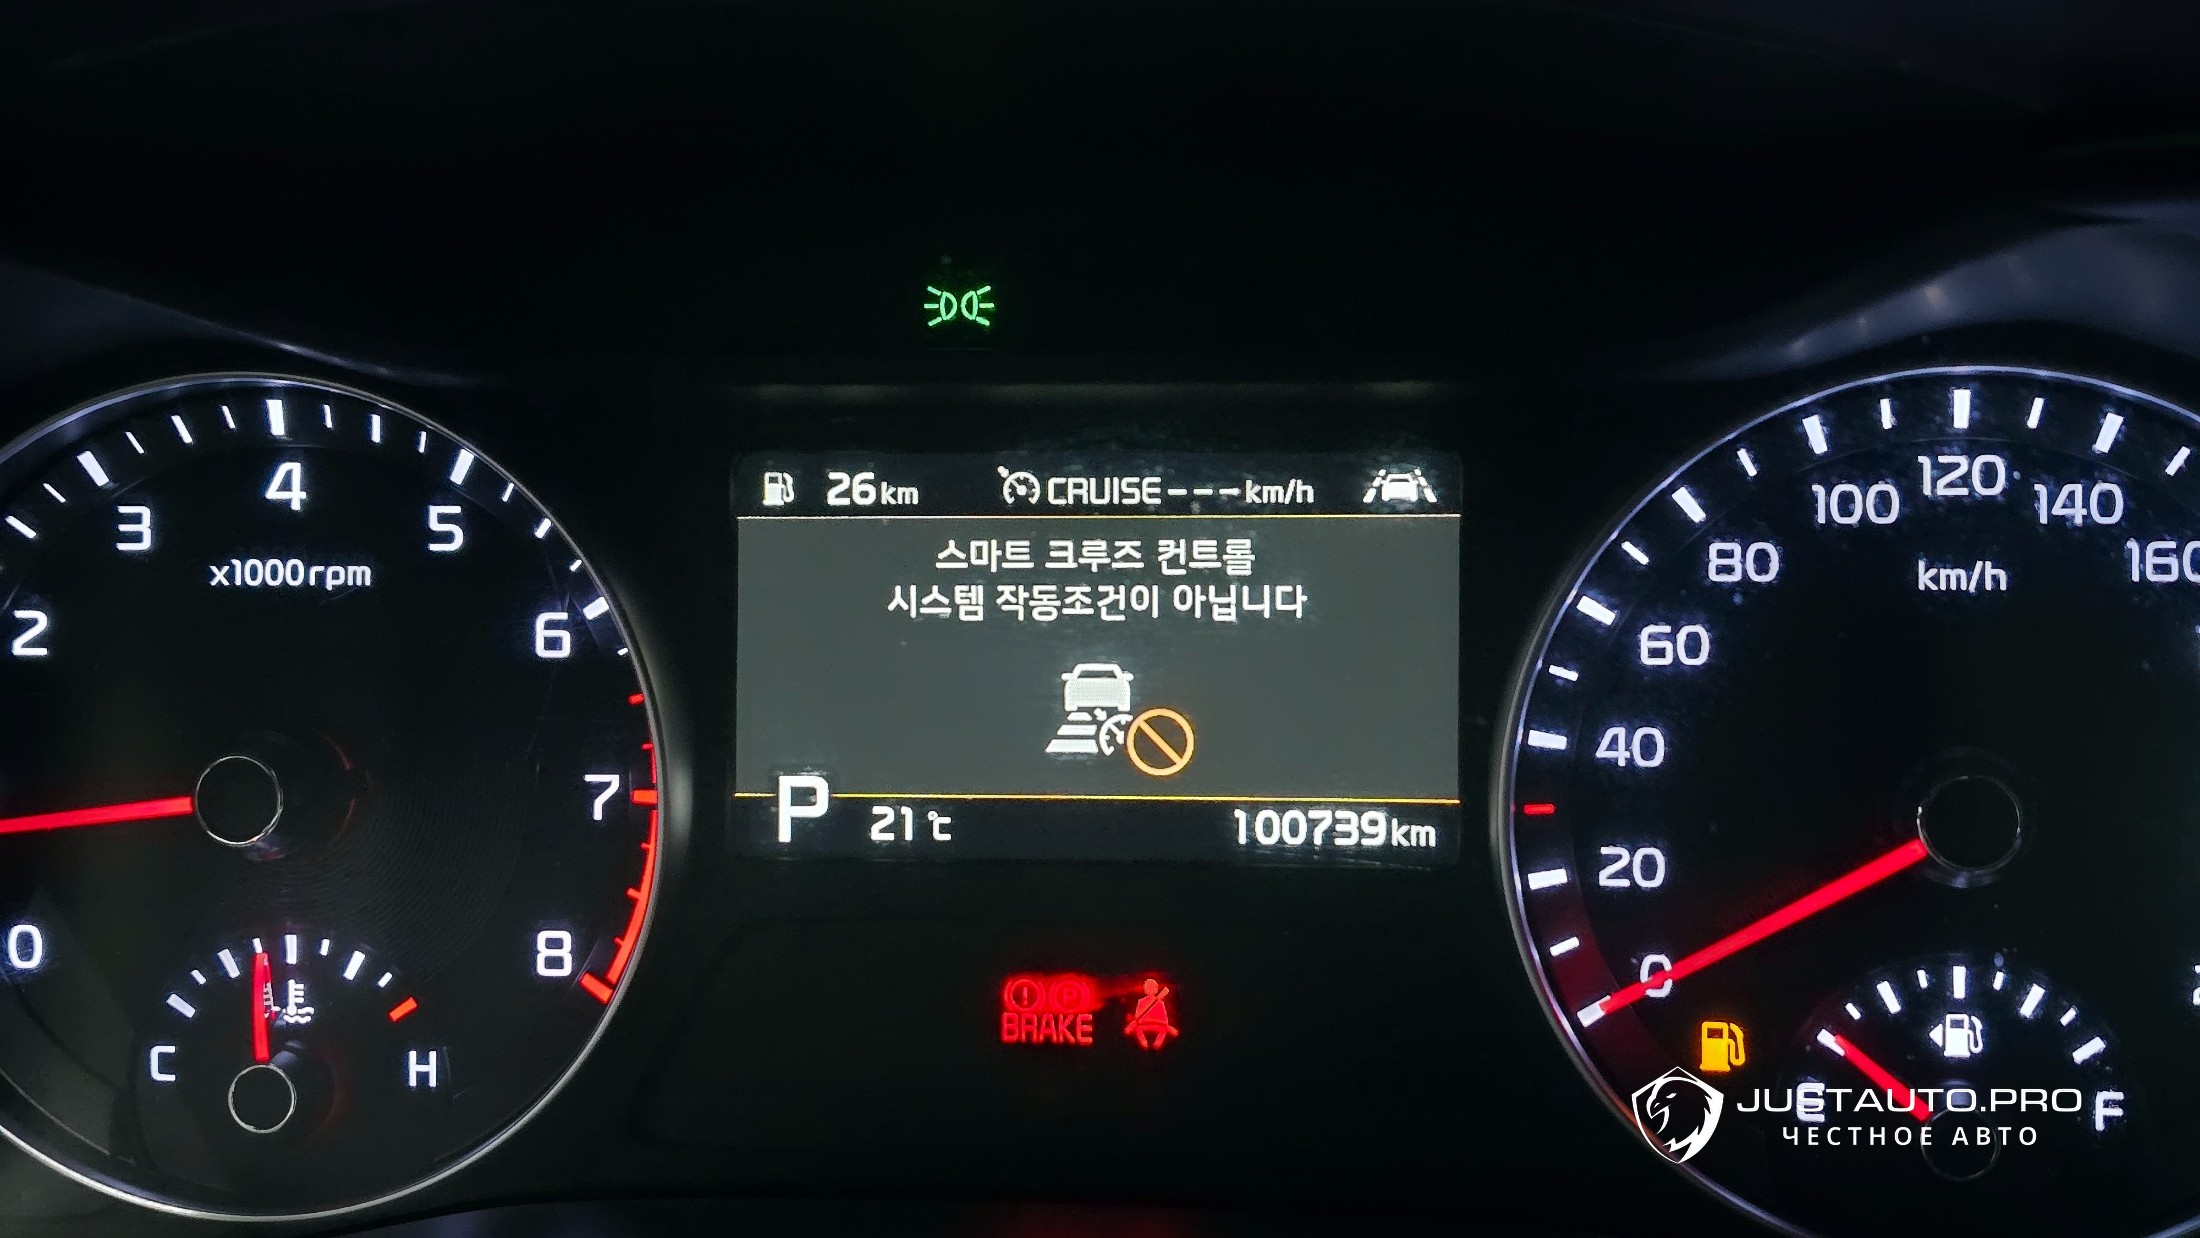 26km CRUISE---km/h
스마트 크루즈 컨트롤
시스템 작동조건이 아닙니다
P 21℃ 100739km
0 2 3 4 5 6 7 8
x1000rpm
C H
BRAKE
0 20 40 60 80 100 120 140 160
km/h
E F
JUSTAUTO.PRO
ЧЕСТНОЕ АВТО